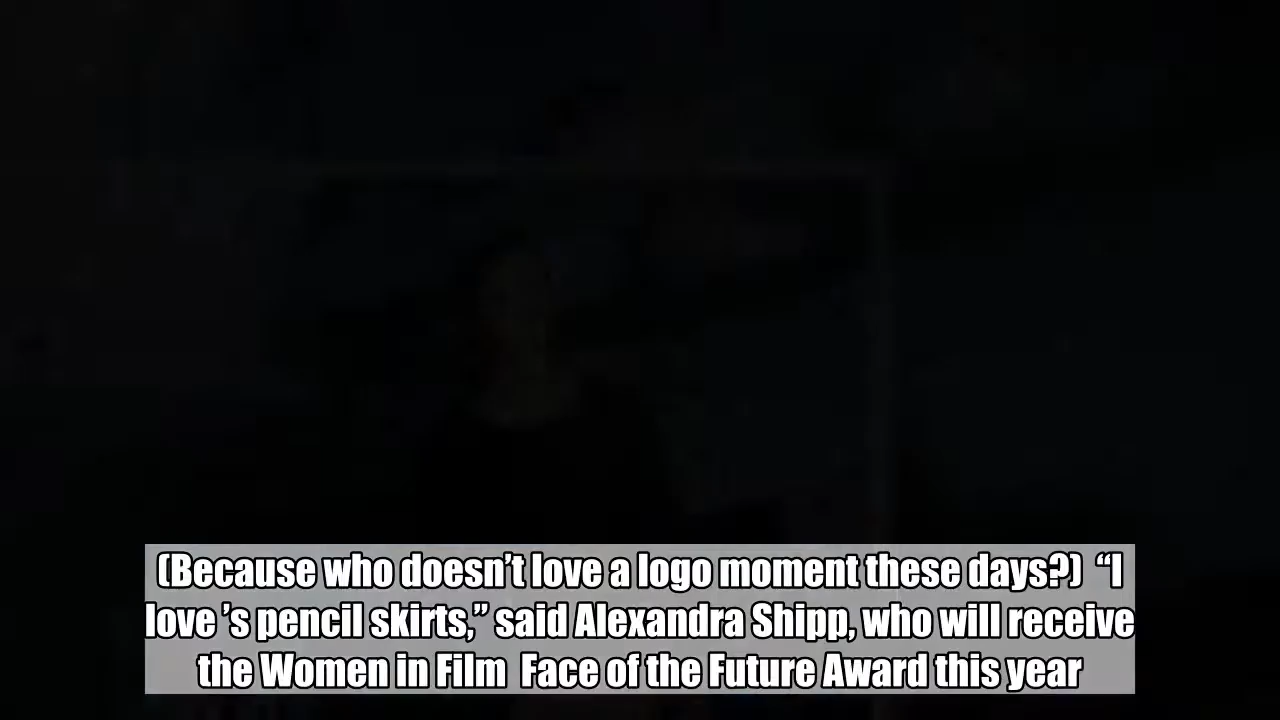 (Because who doesn’t love a logo moment these days?)  “I
love ’s pencil skirts,” said Alexandra Shipp, who will receive
the Women in Film  Face of the Future Award this year